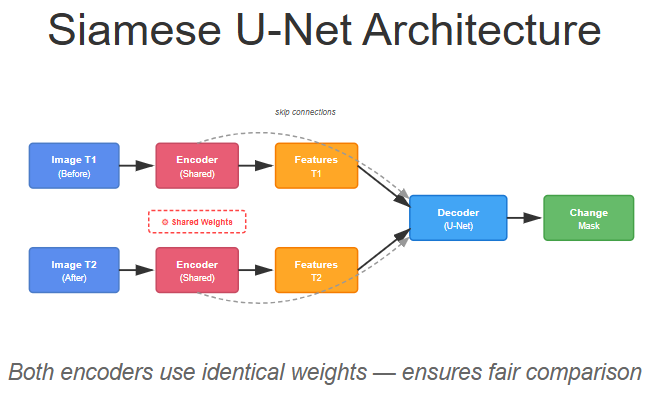 Siamese U-Net Architecture
skip connections
Image T1
(Before)
Encoder
(Shared)
Features
T1
⚙ Shared Weights
Decoder
(U-Net)
Change
Mask
Image T2
(After)
Encoder
(Shared)
Features
T2
Both encoders use identical weights — ensures fair comparison